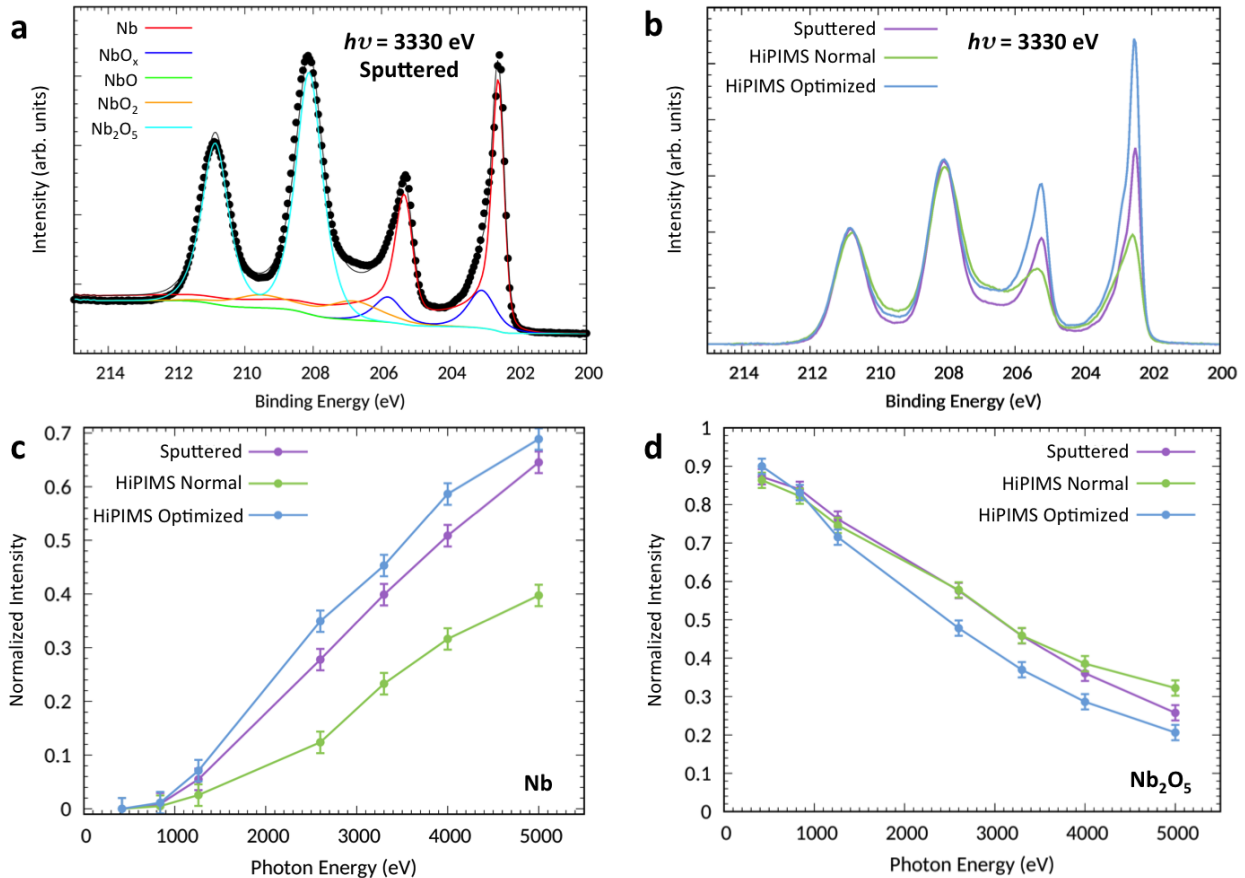 a
Nb
NbOx
NbO
NbO2
Nb2O5
hν = 3330 eV
Sputtered
Intensity (arb. units)
214 212 210 208 206 204 202 200
Binding Energy (eV)
b
Sputtered
HiPIMS Normal
HiPIMS Optimized
hν = 3330 eV
Intensity (arb. units)
214 212 210 208 206 204 202 200
Binding Energy (eV)
c
Sputtered
HiPIMS Normal
HiPIMS Optimized
Normalized Intensity
0.7
0.6
0.5
0.4
0.3
0.2
0.1
0
Nb
0 1000 2000 3000 4000 5000
Photon Energy (eV)
d
Sputtered
HiPIMS Normal
HiPIMS Optimized
Normalized Intensity
1
0.9
0.8
0.7
0.6
0.5
0.4
0.3
0.2
0.1
0
Nb2O5
0 1000 2000 3000 4000 5000
Photon Energy (eV)